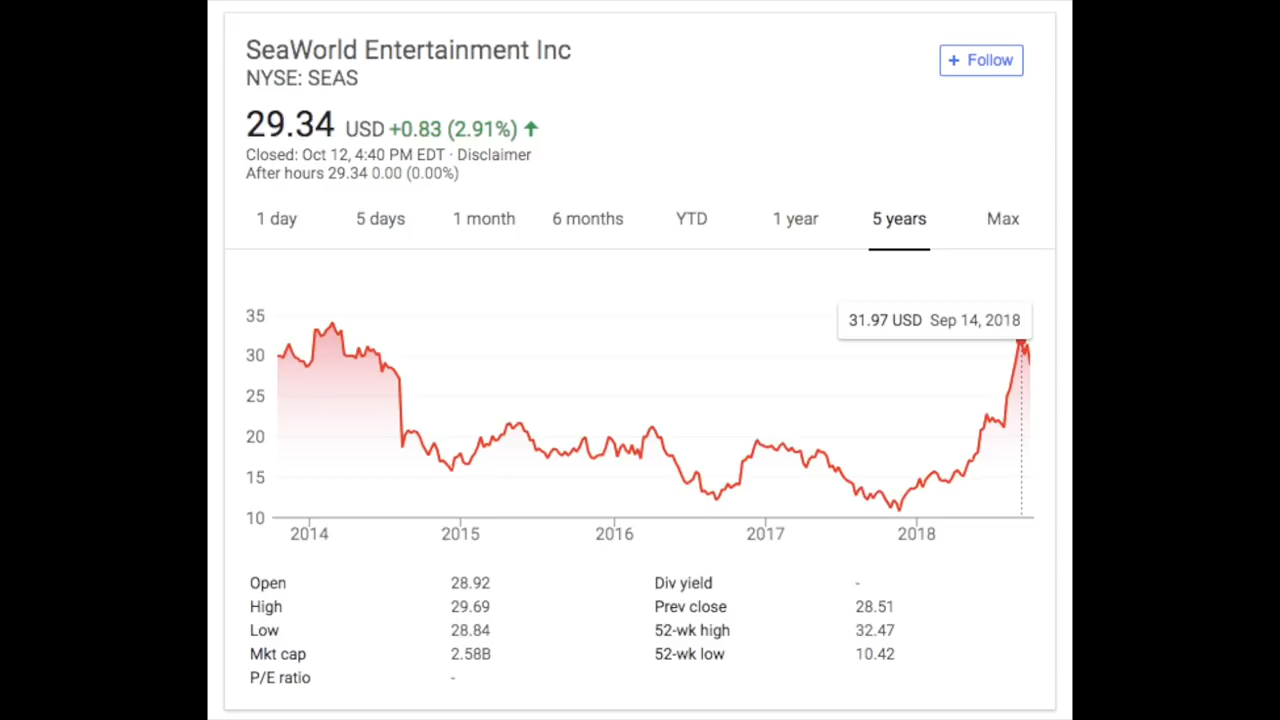 SeaWorld Entertainment Inc
NYSE: SEAS
+ Follow
29.34 USD +0.83 (2.91%) ↑
Closed: Oct 12, 4:40 PM EDT · Disclaimer
After hours 29.34 0.00 (0.00%)
1 day 5 days 1 month 6 months YTD 1 year 5 years Max
31.97 USD Sep 14, 2018
35
30
25
20
15
10
2014 2015 2016 2017 2018
Open 28.92 Div yield -
High 29.69 Prev close 28.51
Low 28.84 52-wk high 32.47
Mkt cap 2.58B 52-wk low 10.42
P/E ratio -